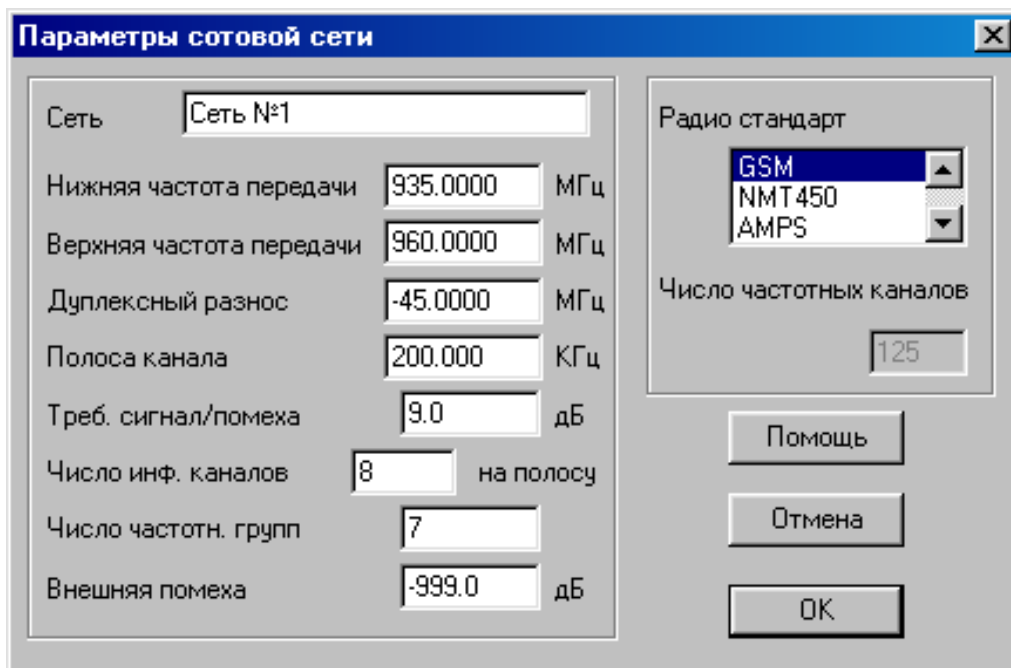 Параметры сотовой сети
Сеть Сеть №1
Нижняя частота передачи 935.0000 МГц
Верхняя частота передачи 960.0000 МГц
Дуплексный разнос -45.0000 МГц
Полоса канала 200.000 КГц
Треб. сигнал/помеха 9.0 дБ
Число инф. каналов 8 на полосу
Число частотн. групп 7
Внешняя помеха -999.0 дБ
Радио стандарт
GSM
NMT450
AMPS
Число частотных каналов
125
Помощь
Отмена
OK